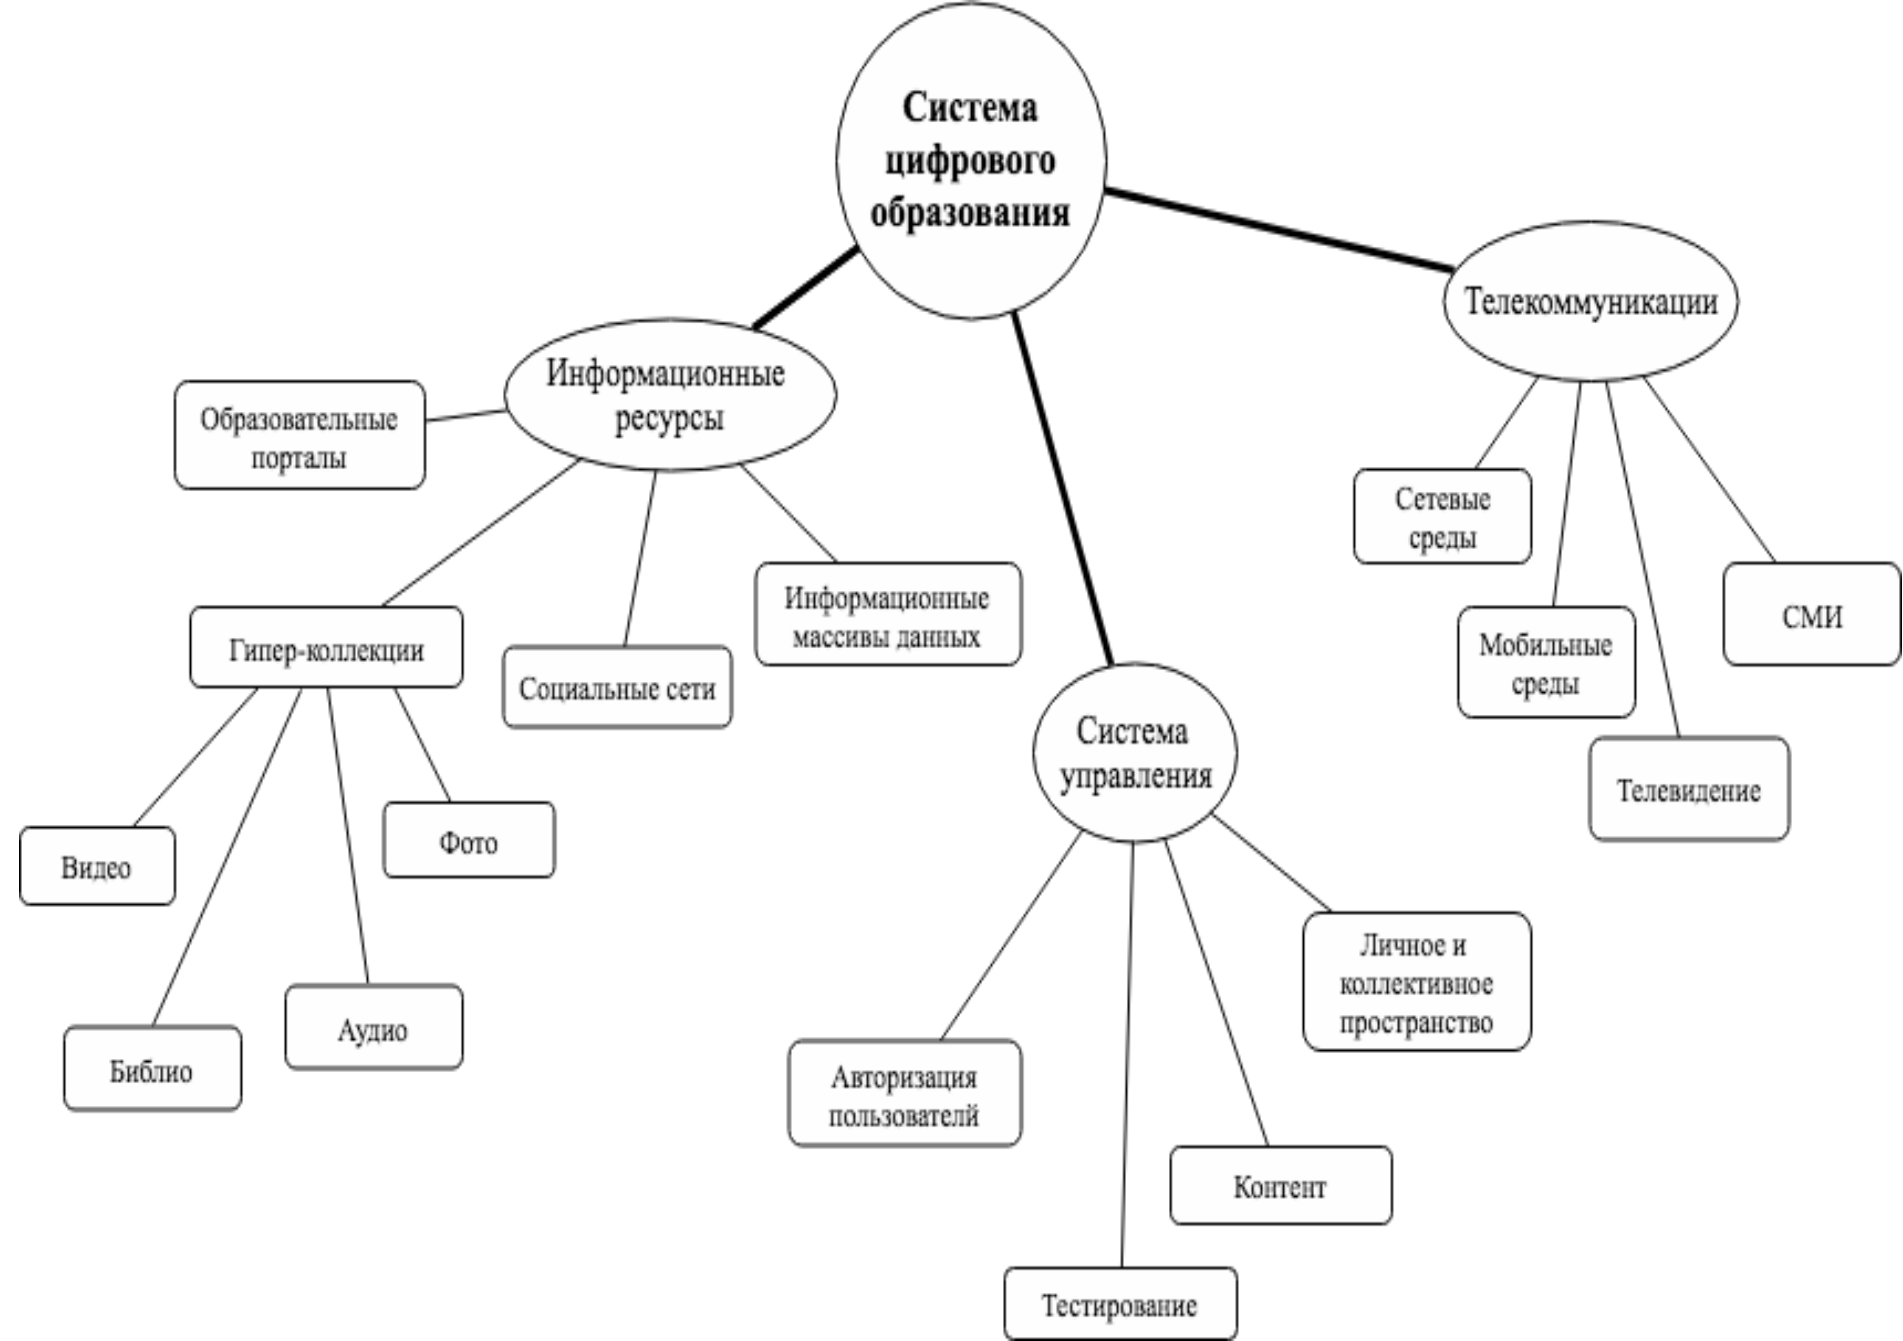 Система
цифрового
образования
Телекоммуникации
Информационные
ресурсы
Образовательные
порталы
Сетевые
среды
Информационные
массивы данных
СМИ
Гипер-коллекции
Мобильные
среды
Социальные сети
Система
управления
Телевидение
Фото
Видео
Личное и
коллективное
пространство
Аудио
Библио
Авторизация
пользователй
Контент
Тестирование